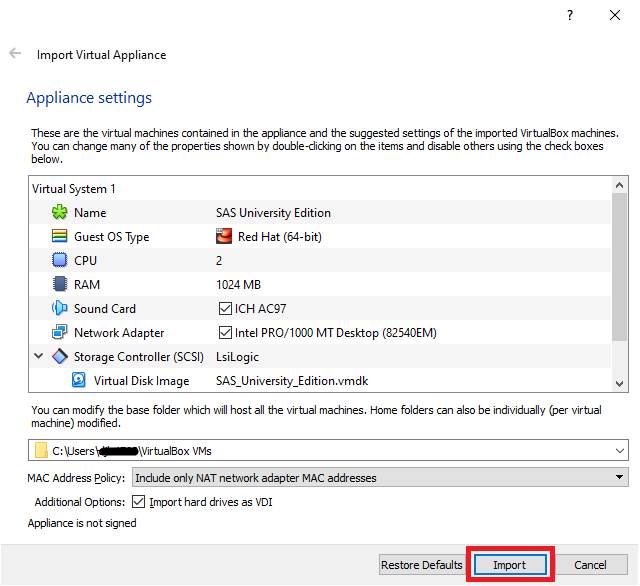 ?
Import Virtual Appliance
Appliance settings
These are the virtual machines contained in the appliance and the suggested settings of the imported VirtualBox machines.
You can change many of the properties shown by double-clicking on the items and disable others using the check boxes
below.
Virtual System 1
Name SAS University Edition
Guest OS Type Red Hat (64-bit)
CPU 2
RAM 1024 MB
Sound Card ICH AC97
Network Adapter Intel PRO/1000 MT Desktop (82540EM)
Storage Controller (SCSI) LsiLogic
Virtual Disk Image SAS_University_Edition.vmdk
You can modify the base folder which will host all the virtual machines. Home folders can also be individually (per virtual
machine) modified.
C:\Users\ \VirtualBox VMs
MAC Address Policy: Include only NAT network adapter MAC addresses
Additional Options: Import hard drives as VDI
Appliance is not signed
Restore Defaults Import Cancel